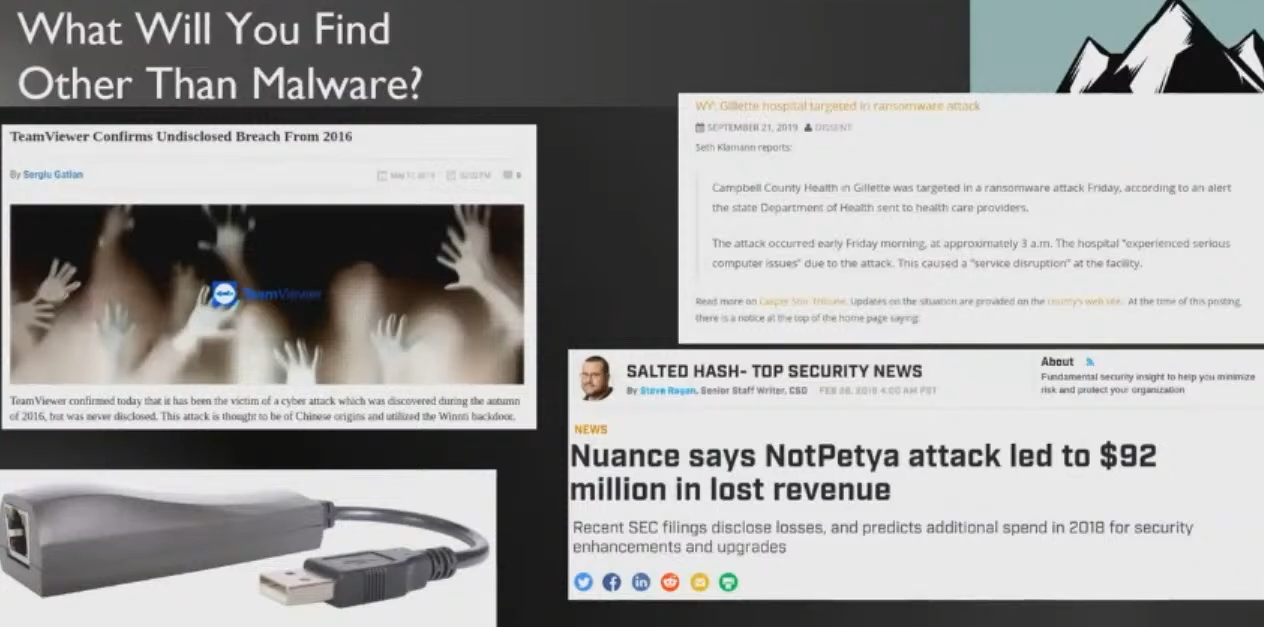 What Will You Find
Other Than Malware?
TeamViewer Confirms Undisclosed Breach From 2016
By Sergiu Gatlan
02:02 PM
TeamViewer
TeamViewer confirmed today that it has been the victim of a cyber attack which was discovered during the autumn
of 2016, but was never disclosed. This attack is thought to be of Chinese origins and utilized the Winnti backdoor.
WY: Gillette hospital targeted in ransomware attack
SEPTEMBER 21, 2019 DISSENT
Seth Klamann reports:
Campbell County Health in Gillette was targeted in a ransomware attack Friday, according to an alert
the state Department of Health sent to health care providers.
The attack occurred early Friday morning, at approximately 3 a.m. The hospital "experienced serious
computer issues" due to the attack. This caused a "service disruption" at the facility.
Read more on Casper Star-Tribune. Updates on the situation are provided on the county's web site. At the time of this posting,
there is a notice at the top of the home page saying:
SALTED HASH- TOP SECURITY NEWS
By Steve Ragan, Senior Staff Writer, CSO FEB 28, 2018 4:00 AM PST
About
Fundamental security insight to help you minimize
risk and protect your organization
NEWS
Nuance says NotPetya attack led to $92
million in lost revenue
Recent SEC filings disclose losses, and predicts additional spend in 2018 for security
enhancements and upgrades